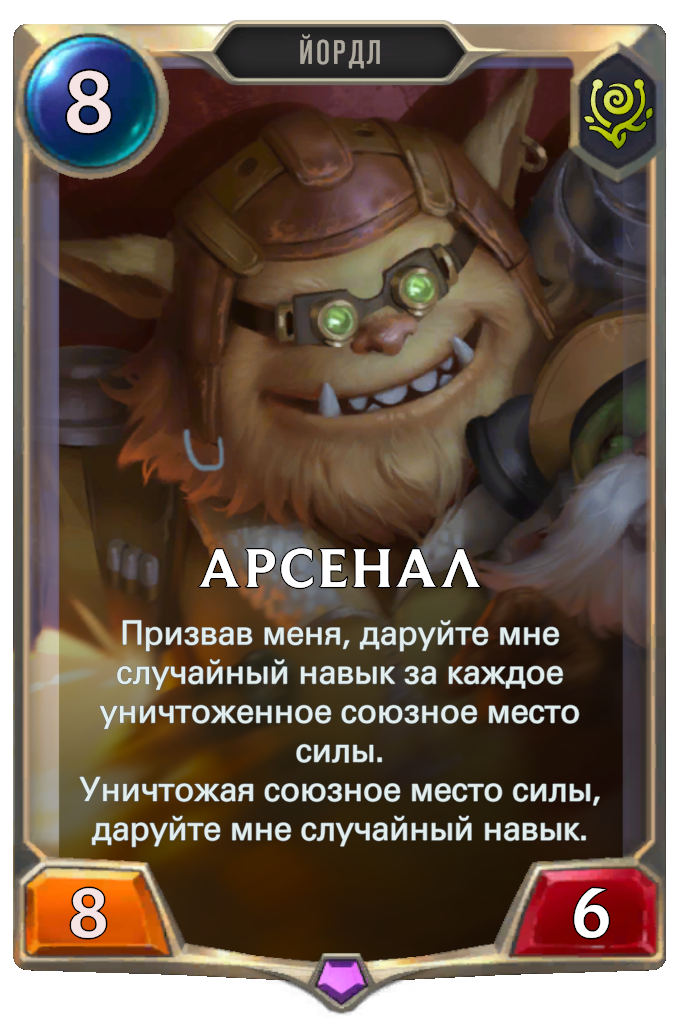 ЙОРДЛ
8
АРСЕНАЛ
Призвав меня, даруйте мне
случайный навык за каждое
уничтоженное союзное место
силы.
Уничтожая союзное место силы,
даруйте мне случайный навык.
8
6